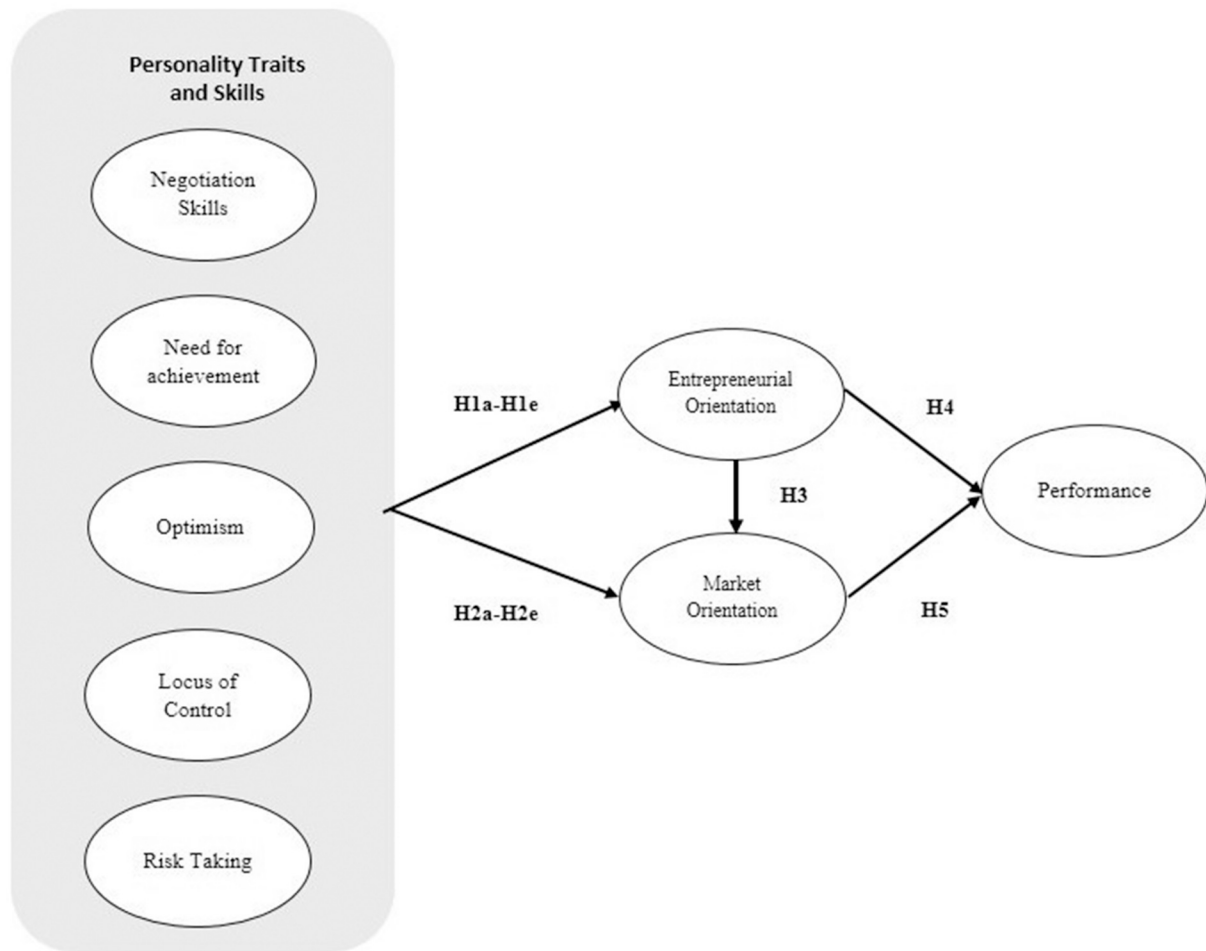 Personality Traits
and Skills
Negotiation
Skills
Need for
achievement
Optimism
Locus of
Control
Risk Taking
H1a-H1e
H2a-H2e
Entrepreneurial
Orientation
H3
Market
Orientation
H4
H5
Performance